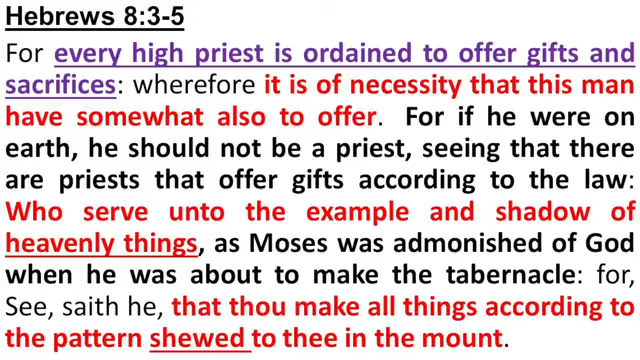 Hebrews 8:3-5
For every high priest is ordained to offer gifts and
sacrifices: wherefore it is of necessity that this man
have somewhat also to offer. For if he were on
earth, he should not be a priest, seeing that there
are priests that offer gifts according to the law:
Who serve unto the example and shadow of
heavenly things, as Moses was admonished of God
when he was about to make the tabernacle: for,
See, saith he, that thou make all things according to
the pattern shewed to thee in the mount.